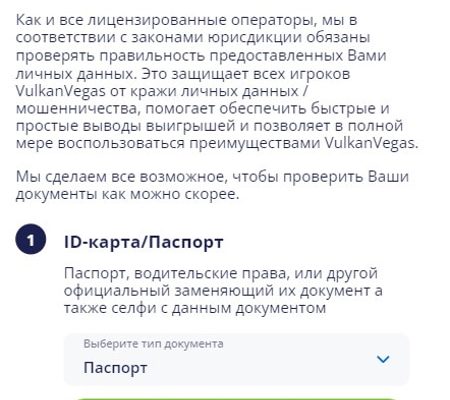 Как и все лицензированные операторы, мы в
соответствии с законами юрисдикции обязаны
проверять правильность предоставленных Вами
личных данных. Это защищает всех игроков
VulkanVegas от кражи личных данных /
мошенничества, помогает обеспечить быстрые и
простые выводы выигрышей и позволяет в полной
мере воспользоваться преимуществами VulkanVegas.
Мы сделаем все возможное, чтобы проверить Ваши
документы как можно скорее.
1 ID-карта/Паспорт
Паспорт, водительские права, или другой
официальный заменяющий их документ а
также селфи с данным документом
Выберите тип документа
Паспорт